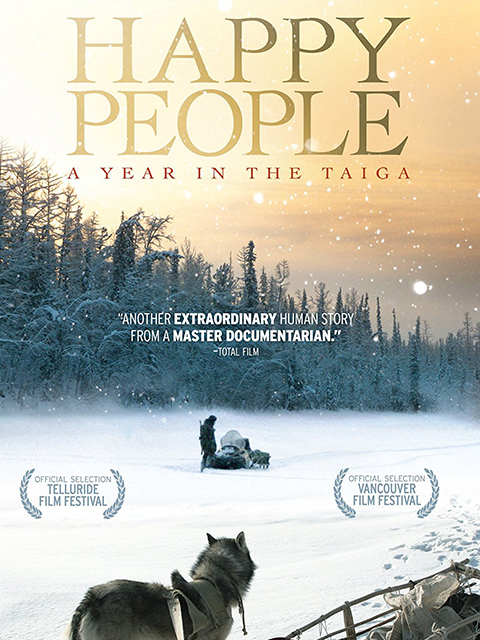 HAPPY
PEOPLE
A YEAR IN THE TAIGA
“ANOTHER EXTRAORDINARY HUMAN STORY
FROM A MASTER DOCUMENTARIAN.”
–TOTAL FILM
OFFICIAL SELECTION
TELLURIDE
FILM FESTIVAL
OFFICIAL SELECTION
VANCOUVER
FILM FESTIVAL